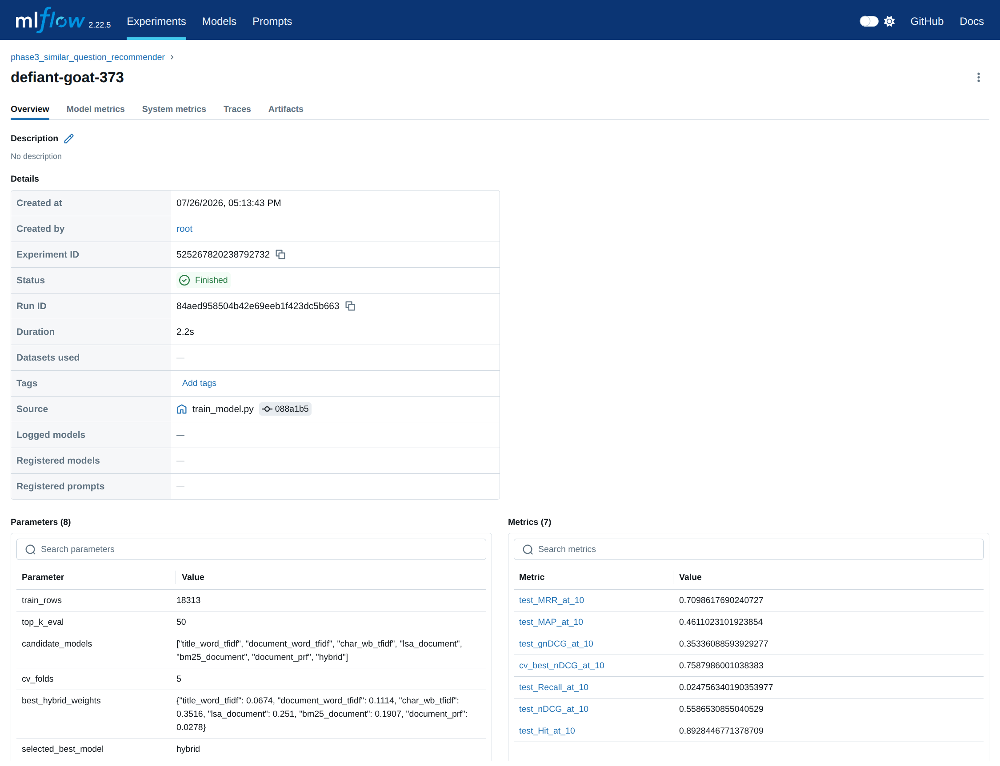 mlflow 2.22.5 Experiments Models Prompts GitHub Docs
phase3_similar_question_recommender
defiant-goat-373
Overview Model metrics System metrics Traces Artifacts
Description
No description
Details
Created at 07/26/2026, 05:13:43 PM
Created by root
Experiment ID 525267820238792732
Status Finished
Run ID 84aed958504b42e69eeb1f423dc5b663
Duration 2.2s
Datasets used —
Tags Add tags
Source train_model.py 088a1b5
Logged models —
Registered models —
Registered prompts —
Parameters (8)
Search parameters
Parameter Value
train_rows 18313
top_k_eval 50
candidate_models ["title_word_tfidf", "document_word_tfidf", "char_wb_tfidf", "lsa_document",
"bm25_document", "document_prf", "hybrid"]
cv_folds 5
best_hybrid_weights {"title_word_tfidf": 0.0674, "document_word_tfidf": 0.1114, "char_wb_tfidf":
0.3516, "lsa_document": 0.251, "bm25_document": 0.1907, "document_prf":
0.0278}
selected_best_model hybrid
Metrics (7)
Search metrics
Metric Value
test_MRR_at_10 0.7098617690240727
test_MAP_at_10 0.4611023101923854
test_gnDCG_at_10 0.35336088593929277
cv_best_nDCG_at_10 0.7587986001038383
test_Recall_at_10 0.024756340190353977
test_nDCG_at_10 0.5586530855040529
test_Hit_at_10 0.8928446771378709